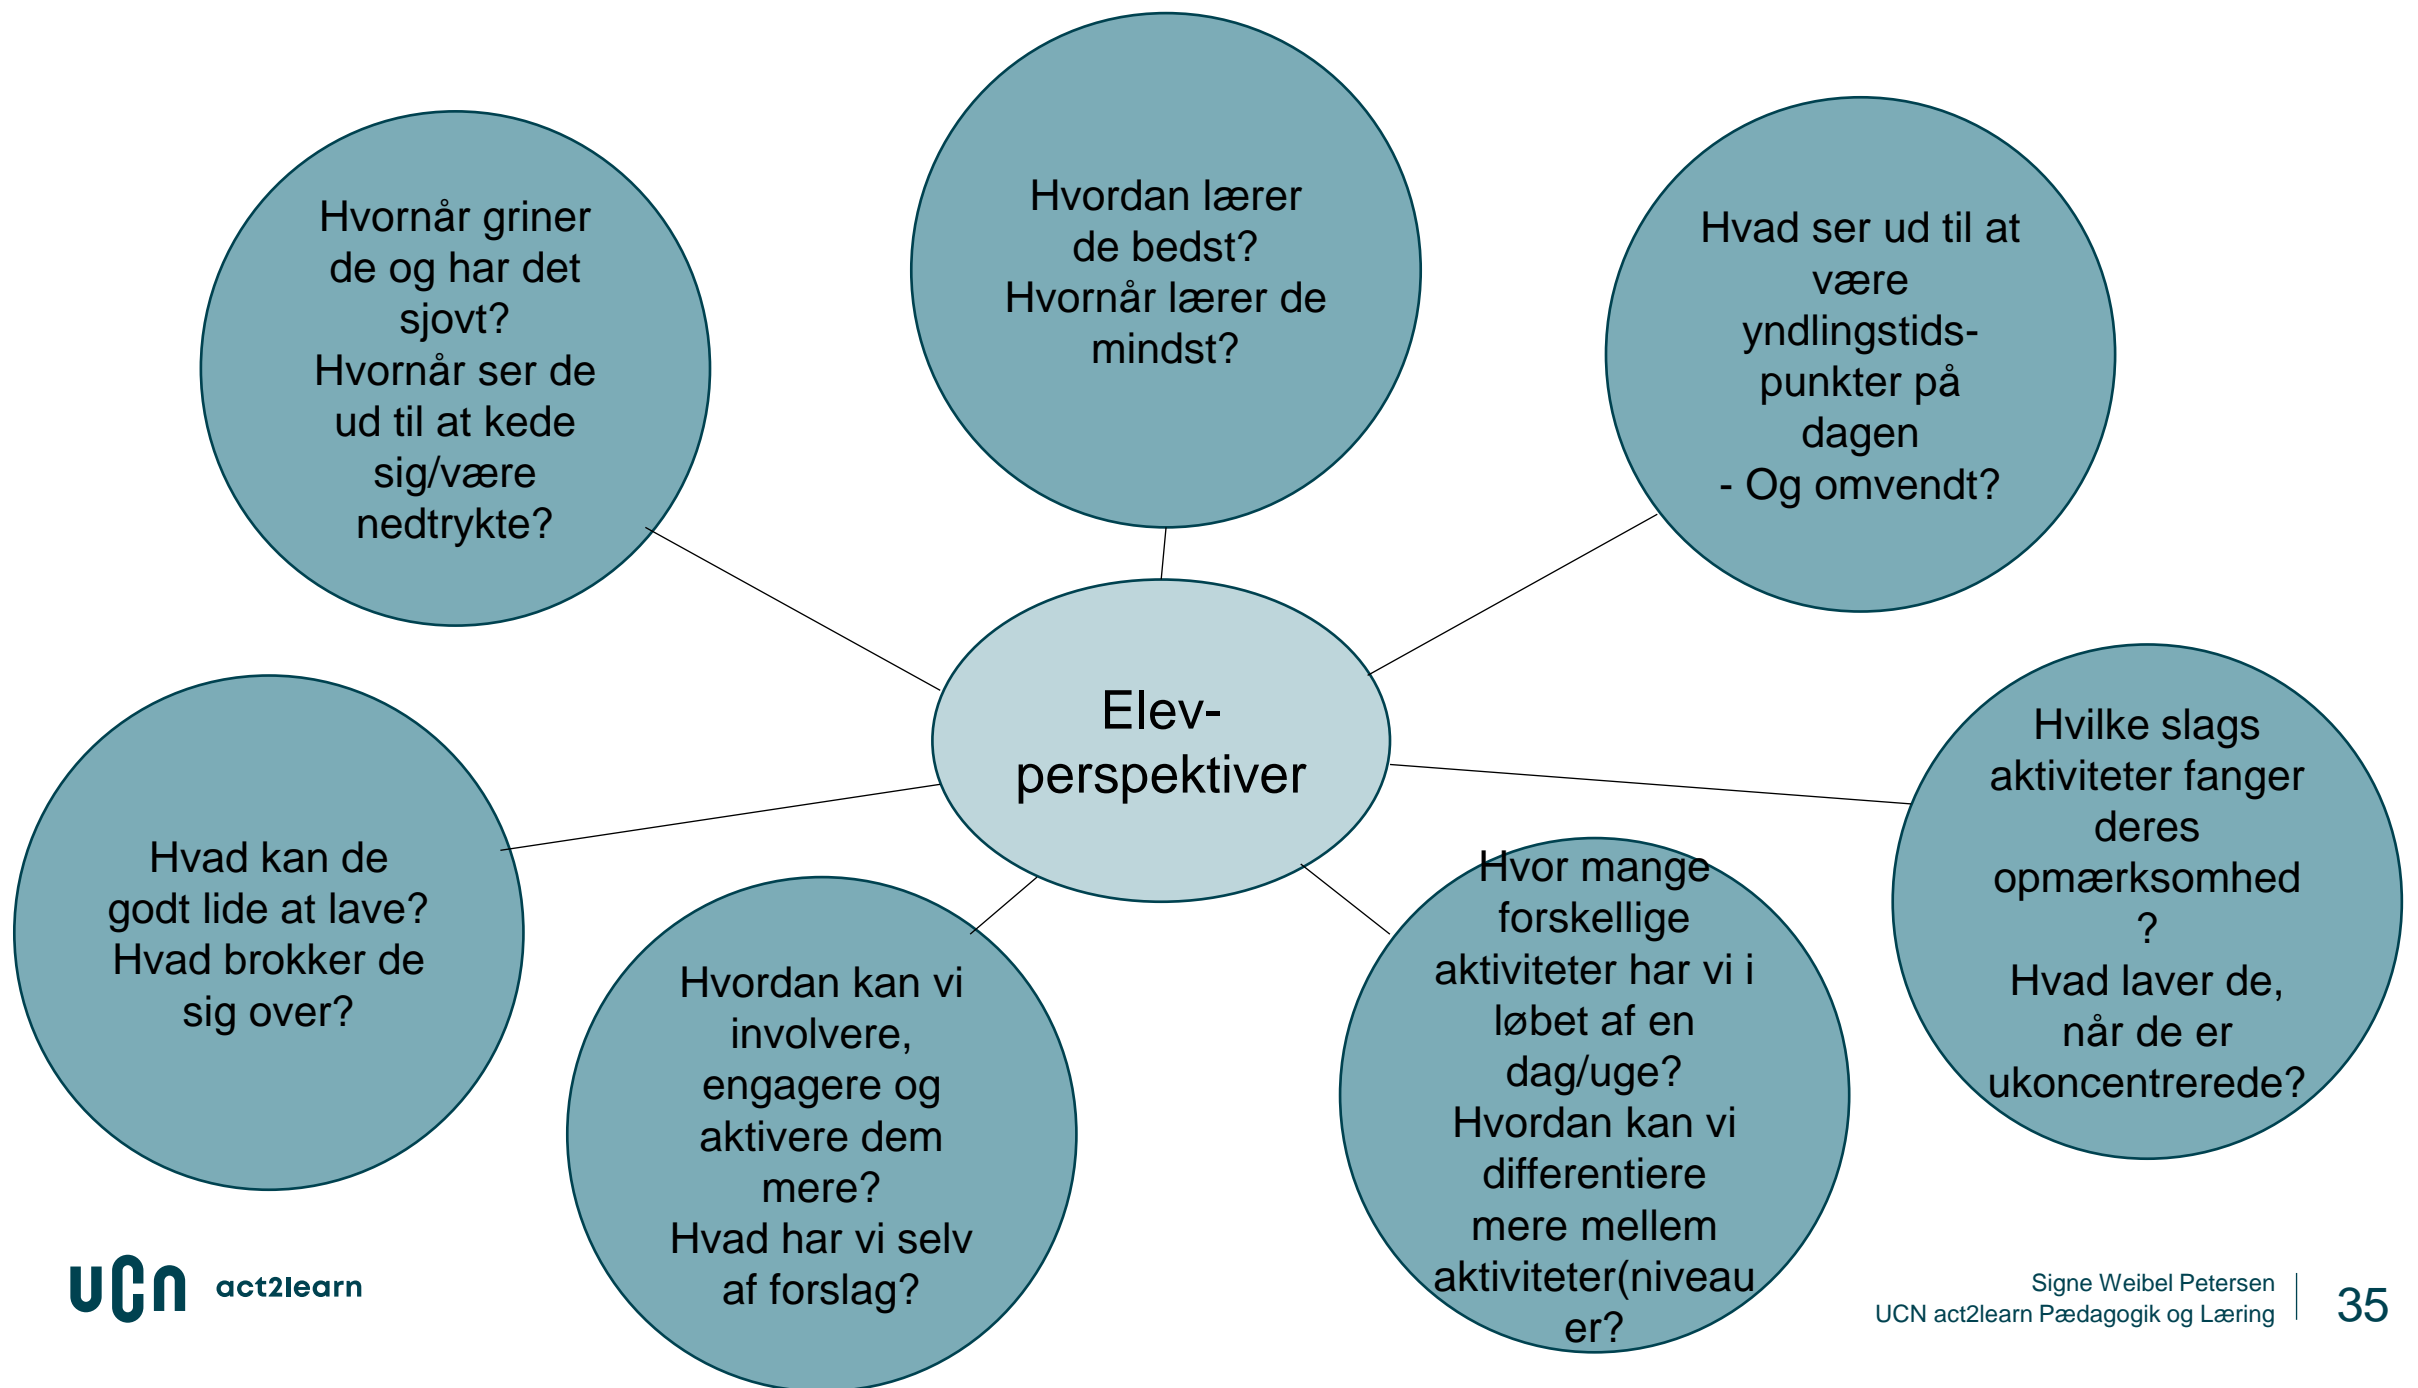 Hvornår griner
de og har det
sjovt?
Hvornår ser de
ud til at kede
sig/være
nedtrykte?
Hvordan lærer
de bedst?
Hvornår lærer de
mindst?
Hvad ser ud til at
være
yndlingstids-
punkter på
dagen
- Og omvendt?
Elev-
perspektiver
Hvad kan de
godt lide at lave?
Hvad brokker de
sig over?
Hvordan kan vi
involvere,
engagere og
aktivere dem
mere?
Hvad har vi selv
af forslag?
Hvor mange
forskellige
aktiviteter har vi i
løbet af en
dag/uge?
Hvordan kan vi
differentiere
mere mellem
aktiviteter(niveau
er?
Hvilke slags
aktiviteter fanger
deres
opmærksomhed
?
Hvad laver de,
når de er
ukoncentrerede?
ucn act2learn
Signe Weibel Petersen
UCN act2learn Pædagogik og Læring
35